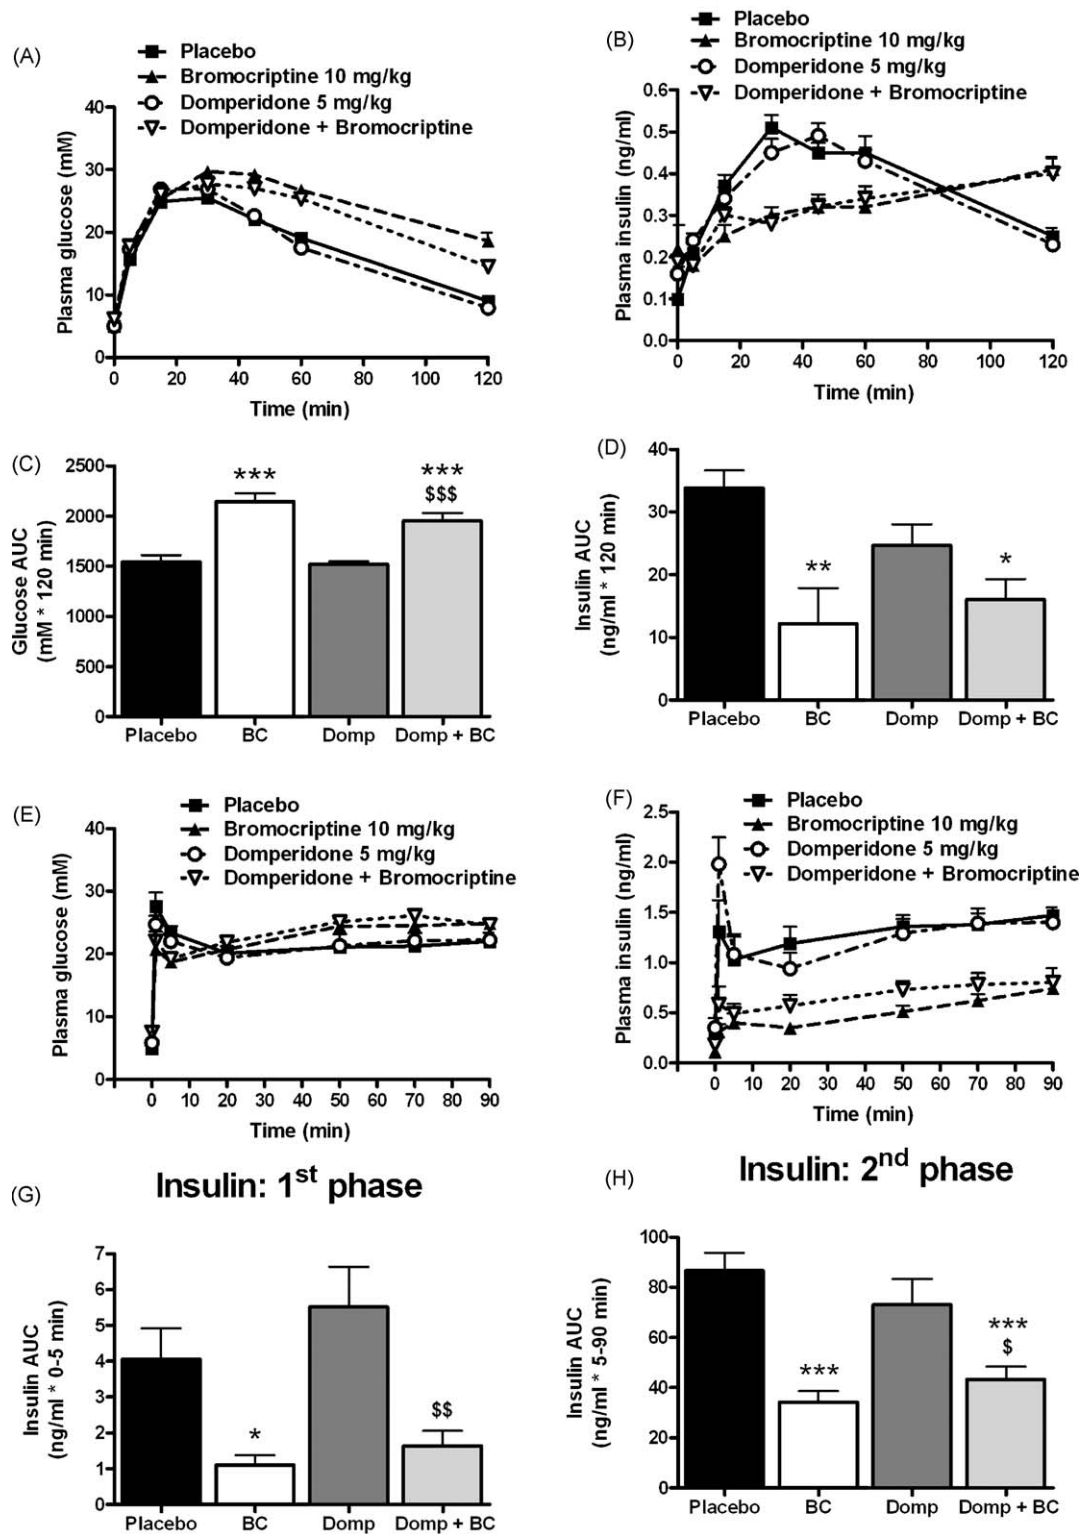 (A)
Placebo
Bromocriptine 10 mg/kg
Domperidone 5 mg/kg
Domperidone + Bromocriptine
Plasma glucose (mM)
40
30
20
10
0
0 20 40 60 80 100 120
Time (min)
(B)
Placebo
Bromocriptine 10 mg/kg
Domperidone 5 mg/kg
Domperidone + Bromocriptine
Plasma insulin (ng/ml)
0.6
0.5
0.4
0.3
0.2
0.1
0.0
0 20 40 60 80 100 120
Time (min)
(C)
Glucose AUC
(mM * 120 min)
2500
2000
1500
1000
500
0
***
***
$$$
Placebo BC Domp Domp + BC
(D)
Insulin AUC
(ng/ml * 120 min)
40
30
20
10
0
**
*
Placebo BC Domp Domp + BC
(E)
Placebo
Bromocriptine 10 mg/kg
Domperidone 5 mg/kg
Domperidone + Bromocriptine
Plasma glucose (mM)
40
30
20
10
0
0 10 20 30 40 50 60 70 80 90
Time (min)
(F)
Placebo
Bromocriptine 10 mg/kg
Domperidone 5 mg/kg
Domperidone + Bromocriptine
Plasma insulin (ng/ml)
2.5
2.0
1.5
1.0
0.5
0.0
0 10 20 30 40 50 60 70 80 90
Time (min)
(G)
Insulin: 1st phase
Insulin AUC
(ng/ml * 0-5 min)
7
6
5
4
3
2
1
0
*
$$
Placebo BC Domp Domp + BC
(H)
Insulin: 2nd phase
Insulin AUC
(ng/ml * 5-90 min)
100
80
60
40
20
0
***
***
$
Placebo BC Domp Domp + BC